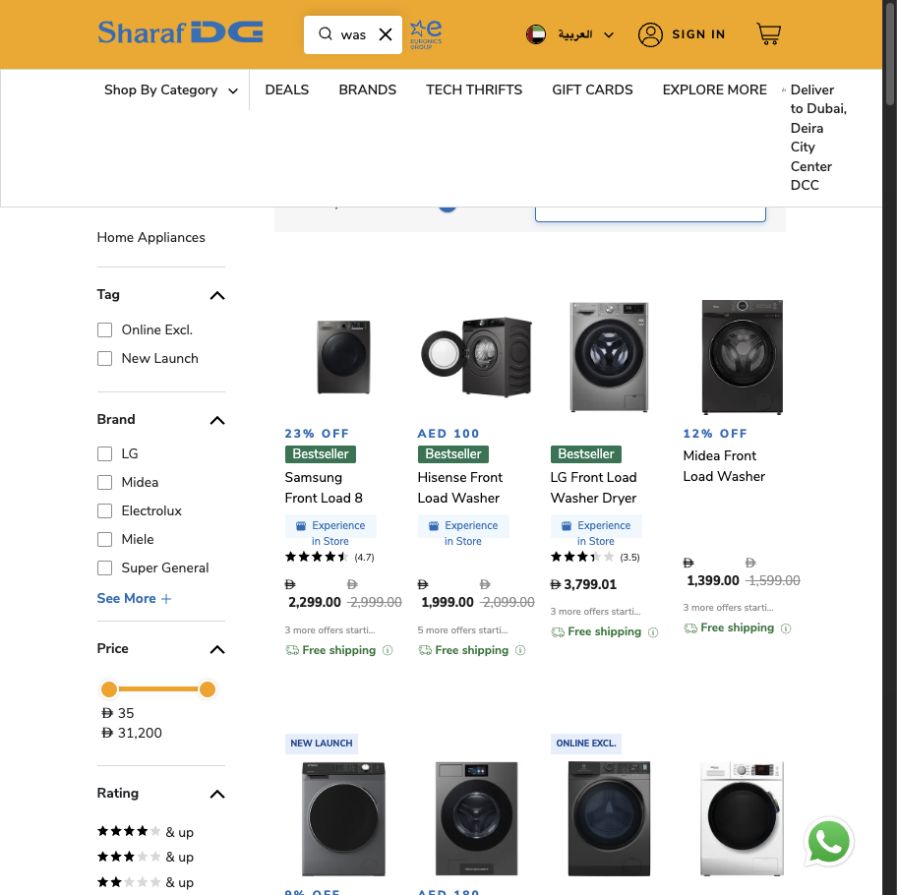 Sharaf DG
was
EURONICS
GROUP
العربية
SIGN IN
Shop By Category
DEALS
BRANDS
TECH THRIFTS
GIFT CARDS
EXPLORE MORE
Deliver
to Dubai,
Deira
City
Center
DCC
Home Appliances
Tag
Online Excl.
New Launch
Brand
LG
Midea
Electrolux
Miele
Super General
See More +
Price
35
31,200
Rating
& up
& up
& up
23% OFF
Bestseller
Samsung
Front Load 8
Experience
in Store
(4.7)
2,299.00 2,999.00
3 more offers starti...
Free shipping
AED 100
Bestseller
Hisense Front
Load Washer
Experience
in Store
1,999.00 2,099.00
5 more offers starti...
Free shipping
Bestseller
LG Front Load
Washer Dryer
Experience
in Store
(3.5)
3,799.01
3 more offers starti...
Free shipping
12% OFF
Midea Front
Load Washer
1,399.00 1,599.00
3 more offers starti...
Free shipping
NEW LAUNCH
ONLINE EXCL.
9% OFF
AED 180